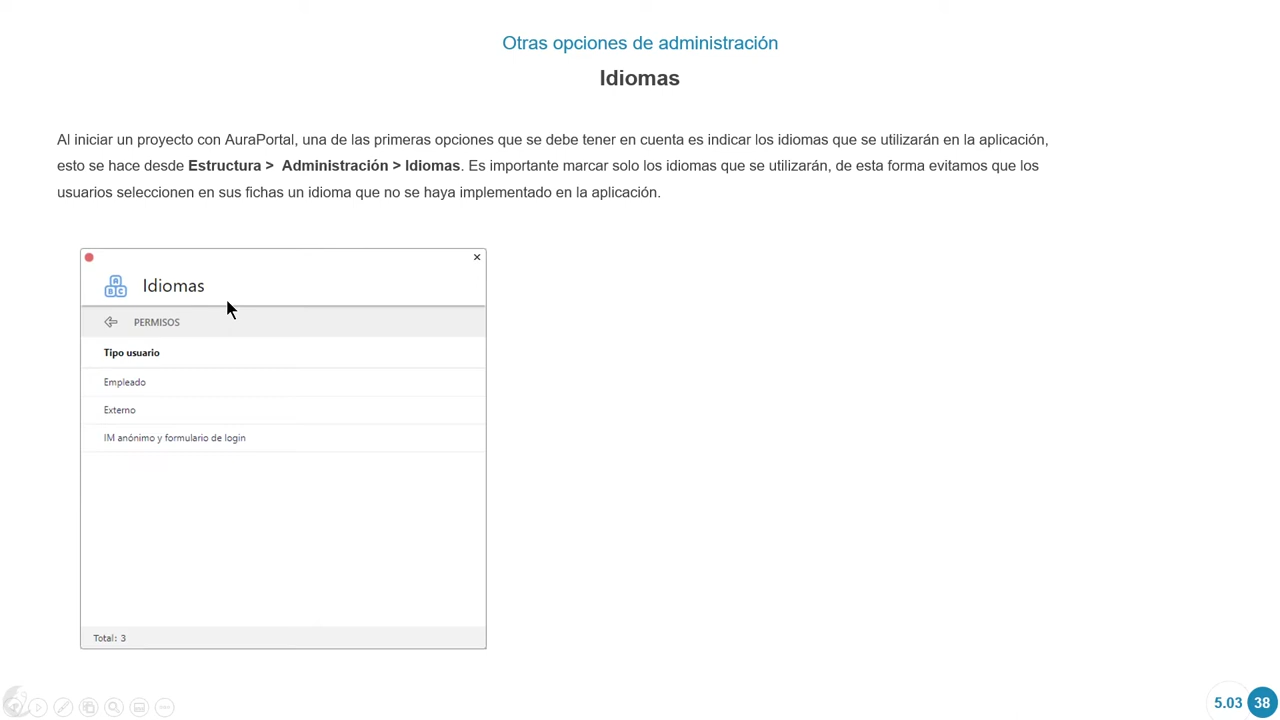 Otras opciones de administración
Idiomas
Al iniciar un proyecto con AuraPortal, una de las primeras opciones que se debe tener en cuenta es indicar los idiomas que se utilizarán en la aplicación,
esto se hace desde Estructura > Administración > Idiomas. Es importante marcar solo los idiomas que se utilizarán, de esta forma evitamos que los
usuarios seleccionen en sus fichas un idioma que no se haya implementado en la aplicación.
Idiomas
PERMISOS
Tipo usuario
Empleado
Externo
IM anónimo y formulario de login
Total: 3
5.03 38